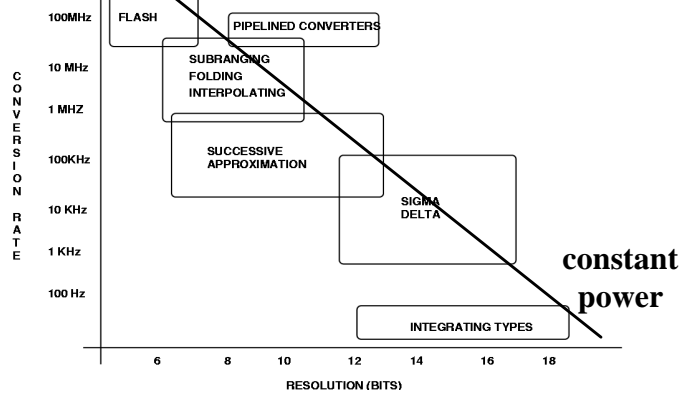 100MHz
FLASH
PIPELINED CONVERTERS
10 MHz
SUBRANGING
FOLDING
INTERPOLATING
1 MHZ
100KHz
SUCCESSIVE
APPROXIMATION
10 KHz
SIGMA
DELTA
1 KHz
100 Hz
INTEGRATING TYPES
CONVERSION RATE
constant
power
6 8 10 12 14 16 18
RESOLUTION (BITS)